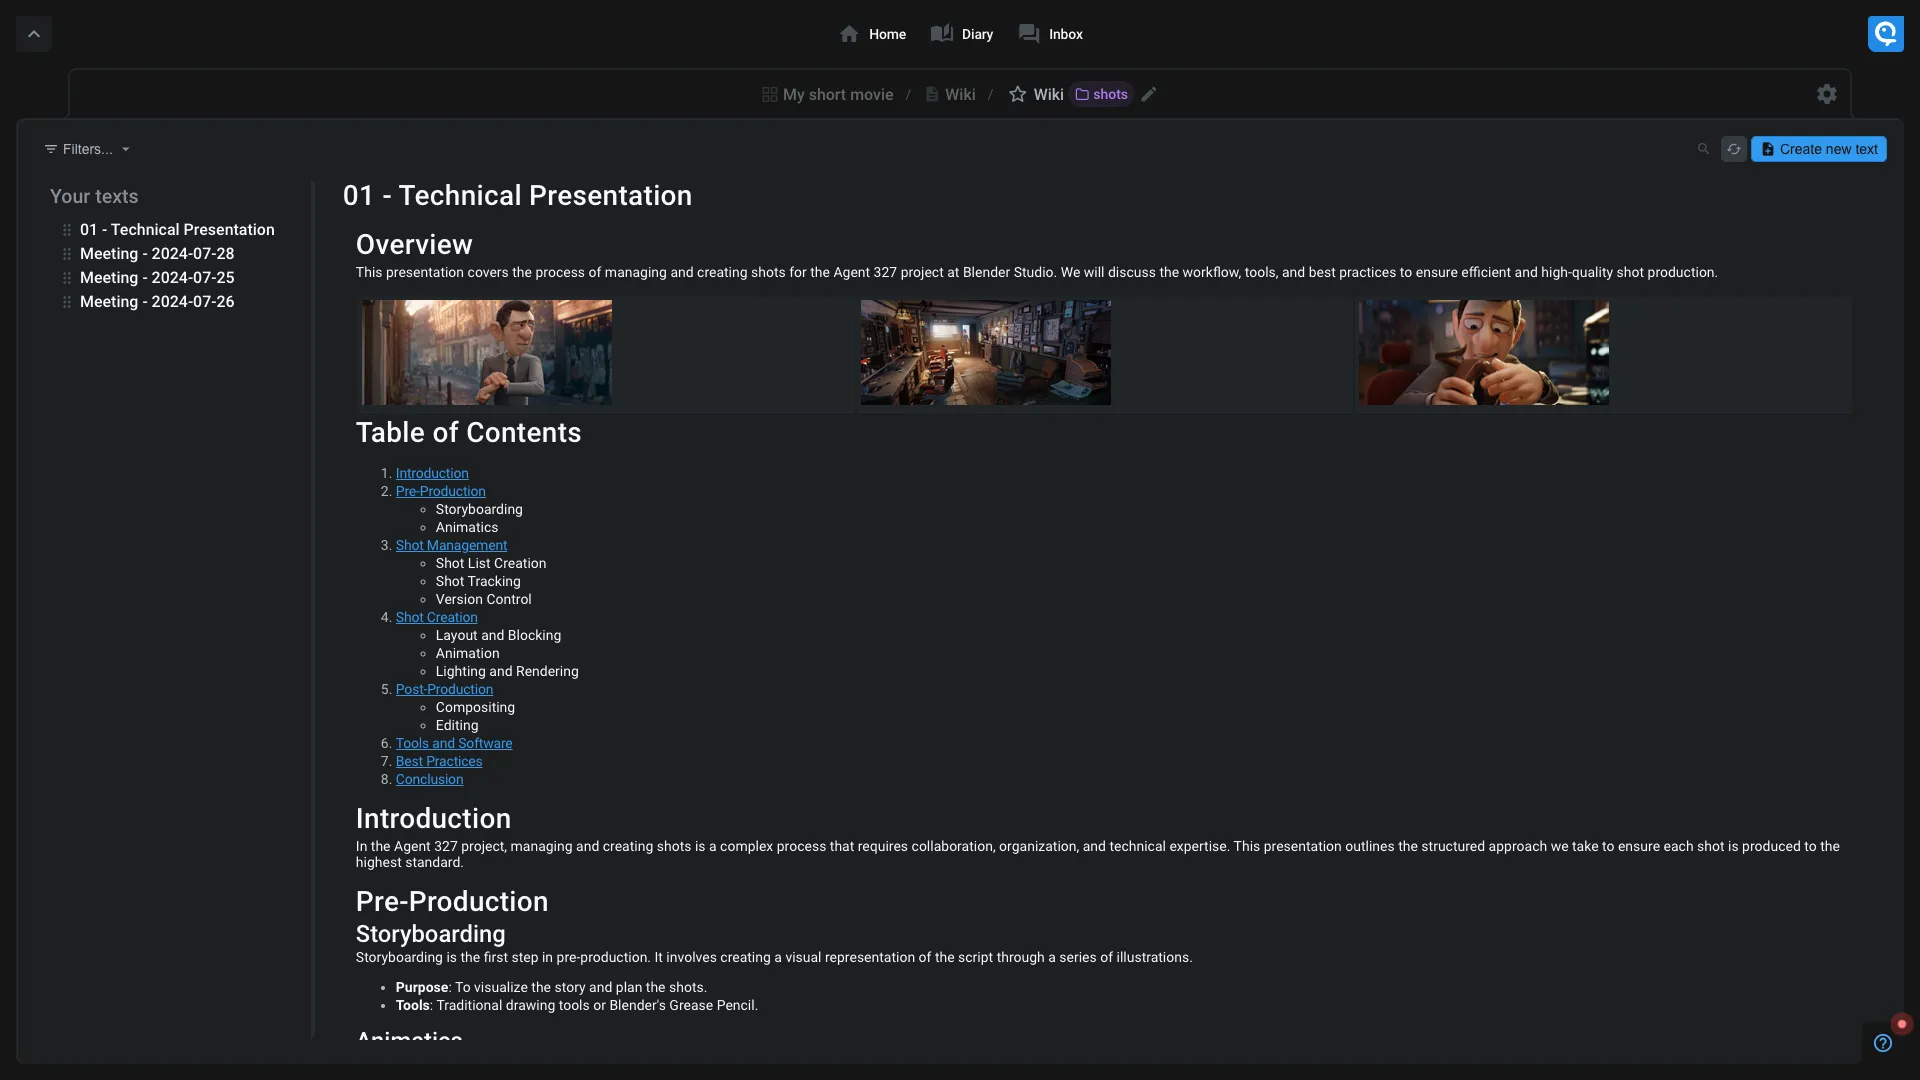 Home Diary Inbox
My short movie / Wiki / Wiki shots
Filters...
Create new text
Your texts
01 - Technical Presentation
Meeting - 2024-07-28
Meeting - 2024-07-25
Meeting - 2024-07-26
01 - Technical Presentation
Overview
This presentation covers the process of managing and creating shots for the Agent 327 project at Blender Studio. We will discuss the workflow, tools, and best practices to ensure efficient and high-quality shot production.
Table of Contents
1. Introduction
2. Pre-Production
Storyboarding
Animatics
3. Shot Management
Shot List Creation
Shot Tracking
Version Control
4. Shot Creation
Layout and Blocking
Animation
Lighting and Rendering
5. Post-Production
Compositing
Editing
6. Tools and Software
7. Best Practices
8. Conclusion
Introduction
In the Agent 327 project, managing and creating shots is a complex process that requires collaboration, organization, and technical expertise. This presentation outlines the structured approach we take to ensure each shot is produced to the
highest standard.
Pre-Production
Storyboarding
Storyboarding is the first step in pre-production. It involves creating a visual representation of the script through a series of illustrations.
Purpose: To visualize the story and plan the shots.
Tools: Traditional drawing tools or Blender's Grease Pencil.
Animatics